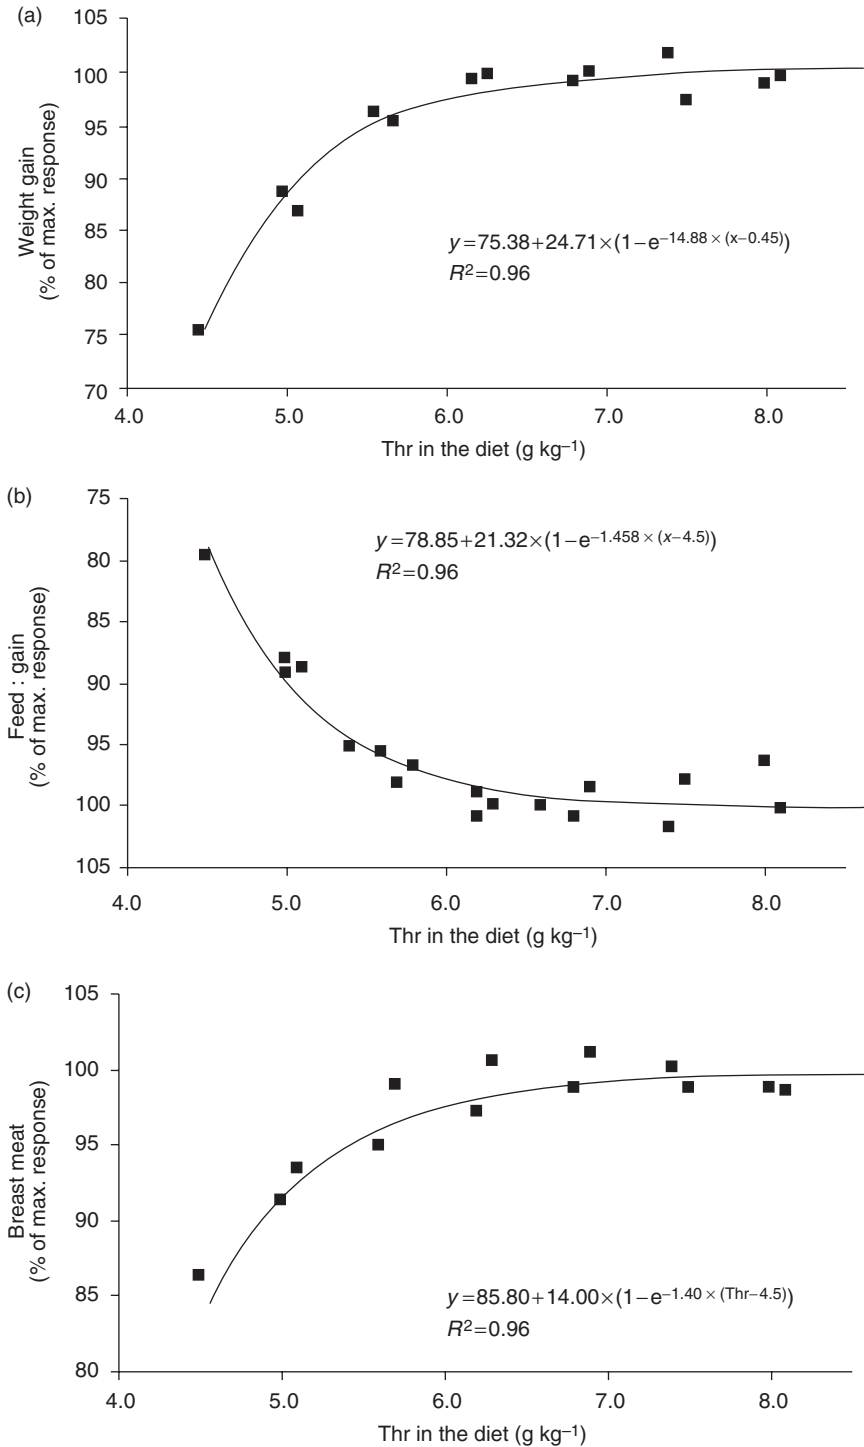 (a)
105
100
95
90
85
80
75
70
Weight gain
(% of max. response)
y=75.38+24.71×(1−e−14.88 × (x−0.45))
R2=0.96
4.0 5.0 6.0 7.0 8.0
Thr in the diet (g kg−1)
(b)
75
80
85
90
95
100
105
Feed : gain
(% of max. response)
y=78.85+21.32×(1−e−1.458 × (x−4.5))
R2=0.96
4.0 5.0 6.0 7.0 8.0
Thr in the diet (g kg−1)
(c)
105
100
95
90
85
80
Breast meat
(% of max. response)
y=85.80+14.00×(1−e−1.40 × (Thr−4.5))
R2=0.96
4.0 5.0 6.0 7.0 8.0
Thr in the diet (g kg−1)